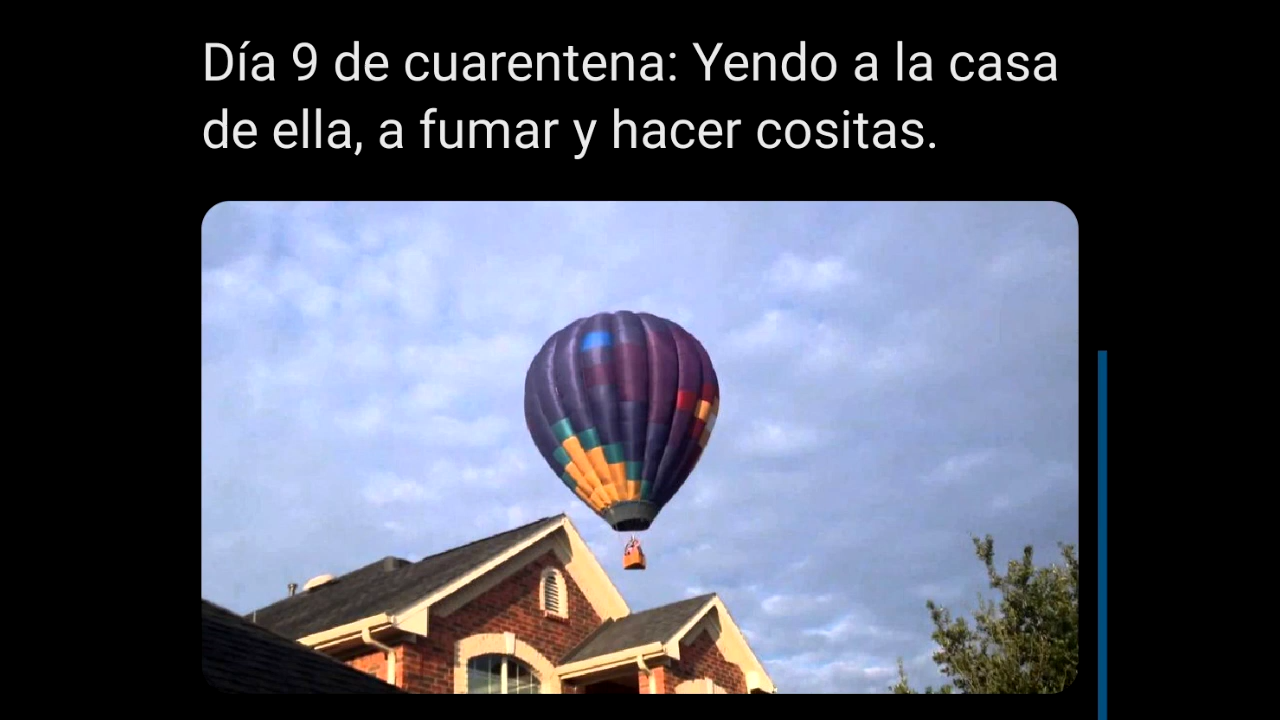 Día 9 de cuarentena: Yendo a la casa
de ella, a fumar y hacer cositas.